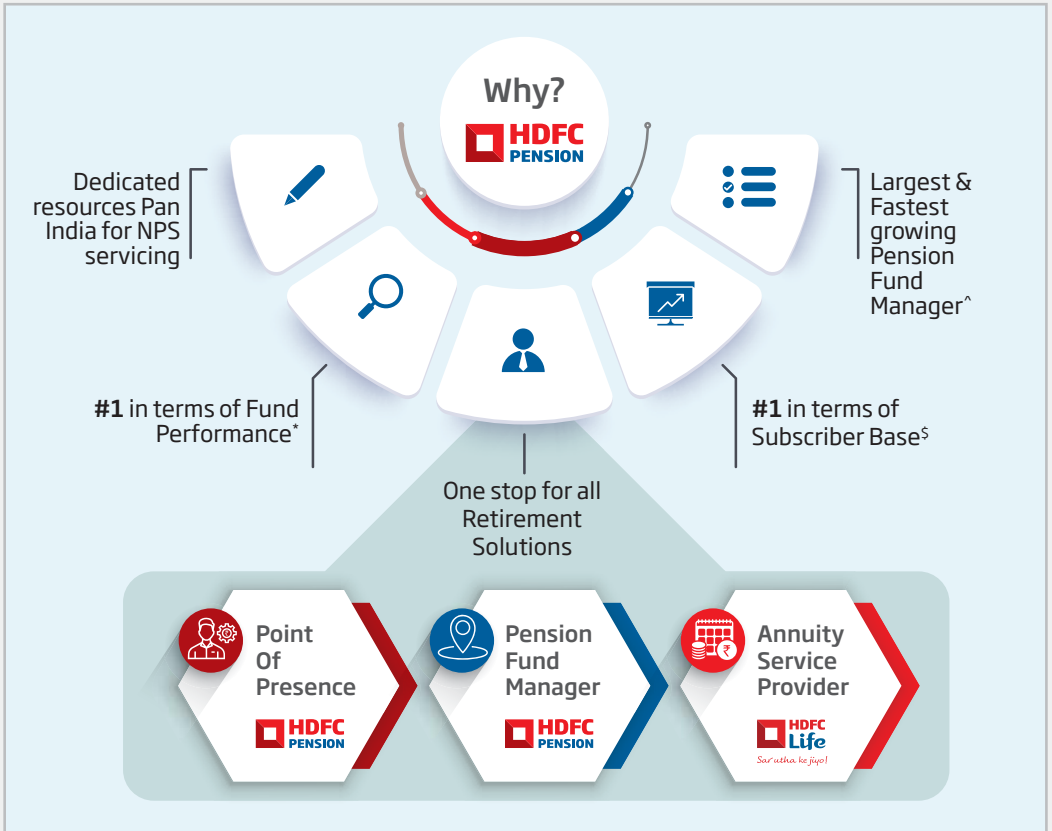 Why?
HDFC
PENSION
Dedicated
resources Pan
India for NPS
servicing
#1 in terms of Fund
Performance*
One stop for all
Retirement
Solutions
#1 in terms of
Subscriber Base$
Largest &
Fastest
growing
Pension
Fund
Manager^
Point
Of
Presence
HDFC
PENSION
Pension
Fund
Manager
HDFC
PENSION
Annuity
Service
Provider
HDFC
Life
Sar utha ke jiyo!